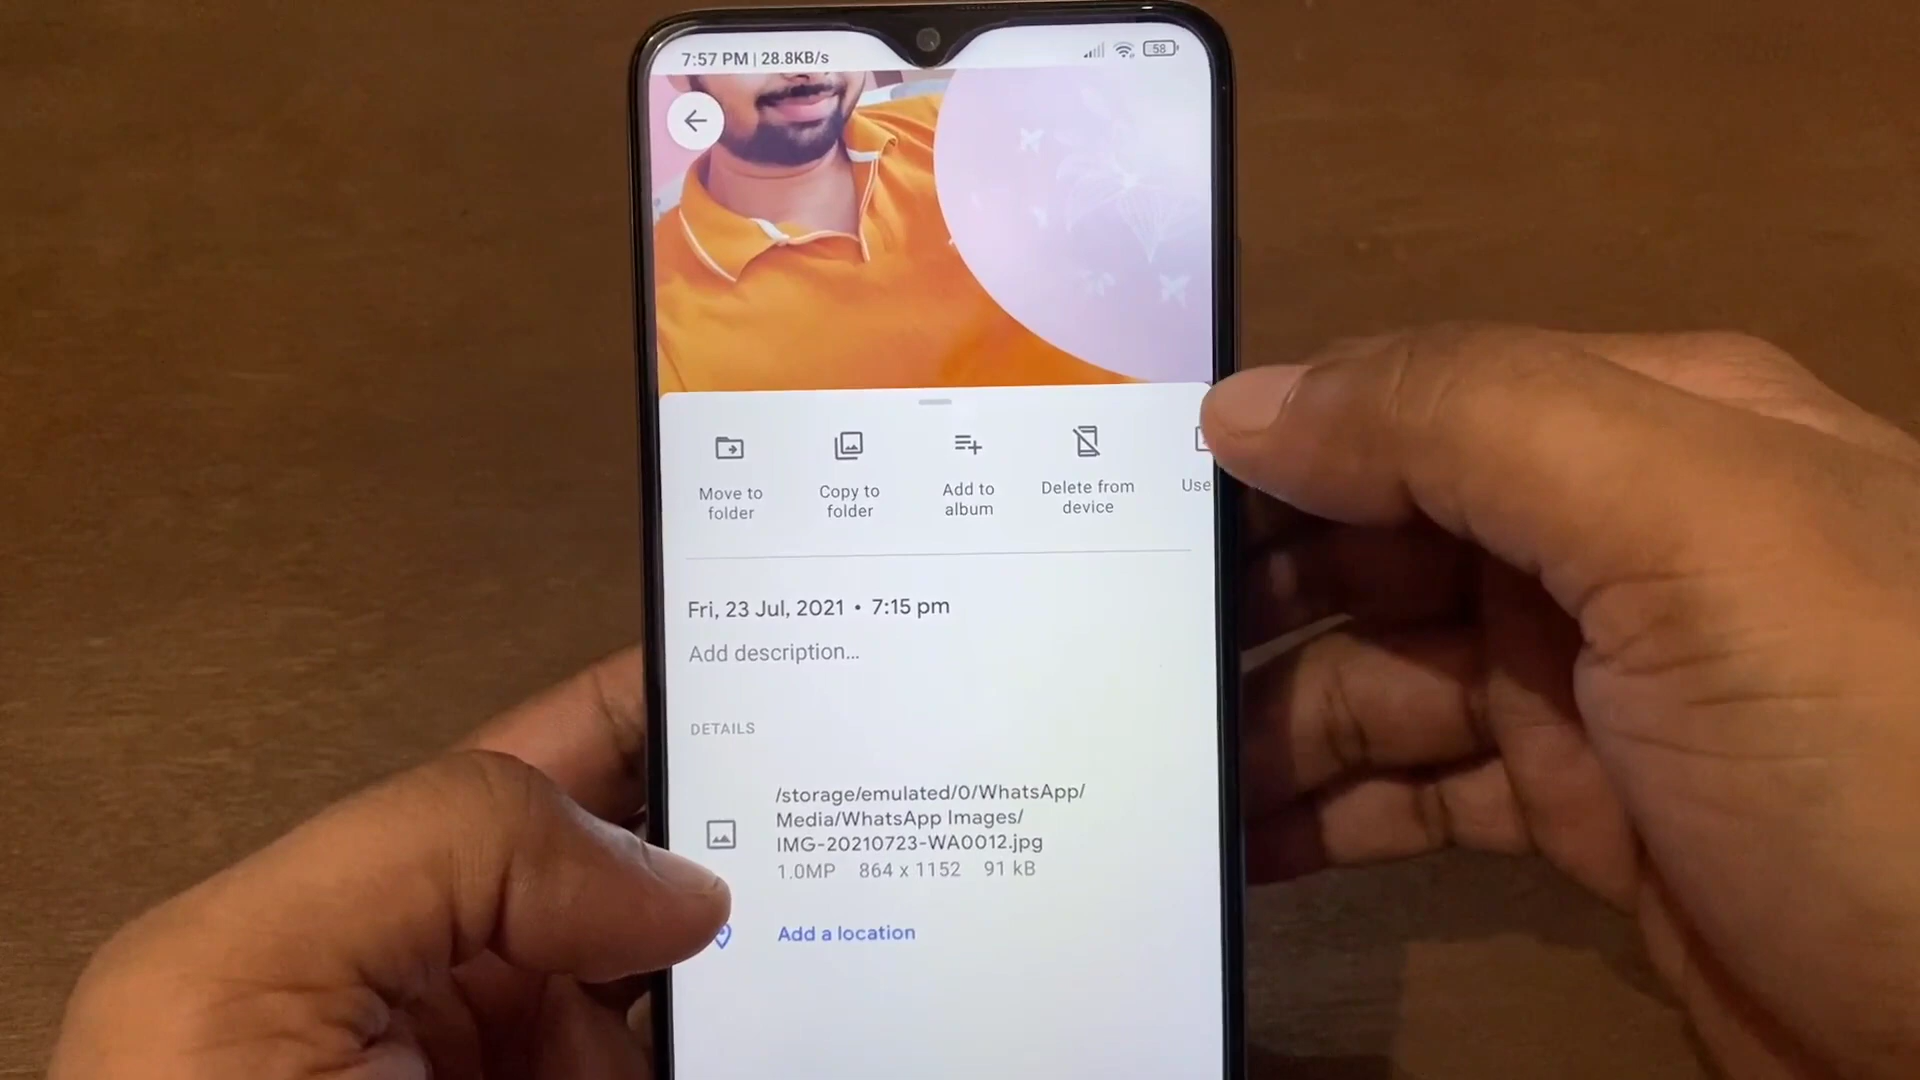 7:57 PM | 28.8KB/s
58
Move to folder
Copy to folder
Add to album
Delete from device
Use
Fri, 23 Jul, 2021 • 7:15 pm
Add description...
DETAILS
/storage/emulated/0/WhatsApp/
Media/WhatsApp Images/
IMG-20210723-WA0012.jpg
1.0MP 864 x 1152 91 kB
Add a location